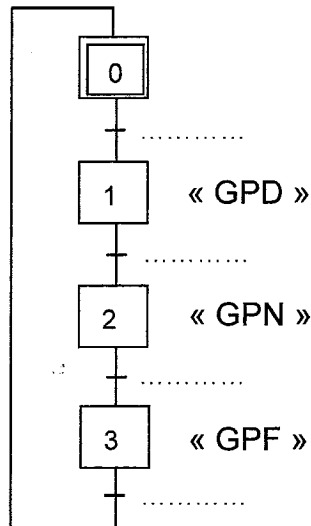 0
............
1 « GPD »
............
2 « GPN »
............
3 « GPF »
............